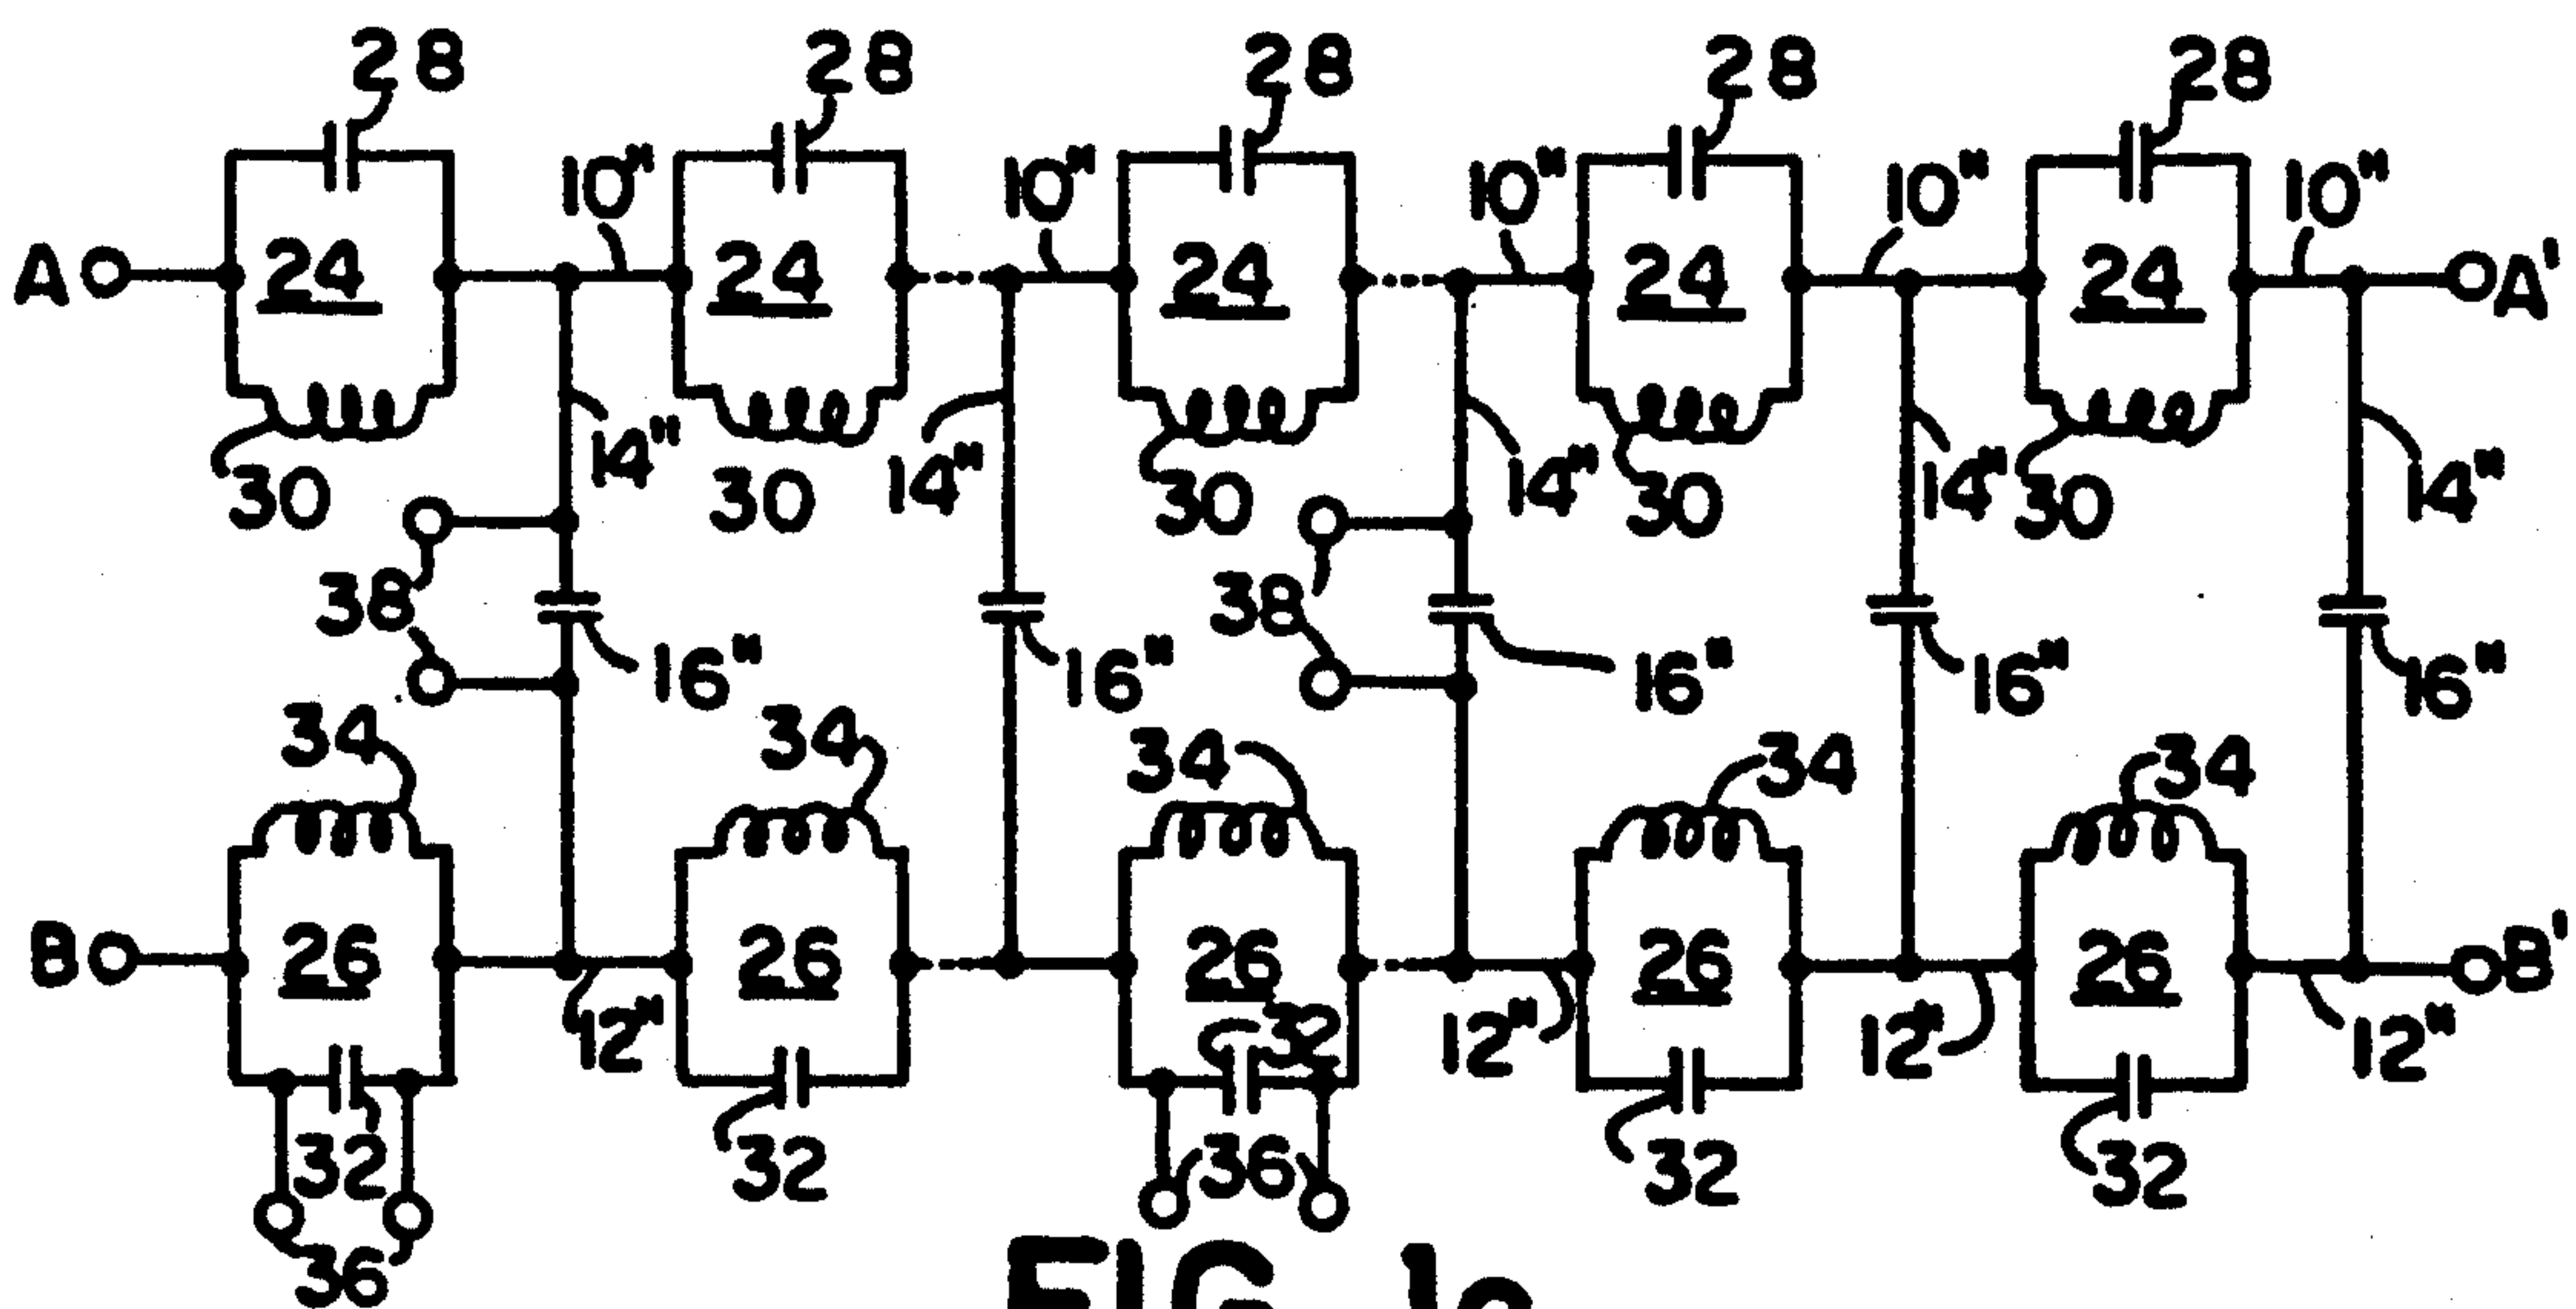 28 28 28 28 28
10" 10" 10" 10" 10"
A 24 24 24 24 24 A'
14" 14" 14" 14" 14"
30 30 30 30 30
38 38
16" 16" 16" 16" 16"
34 34 34 34 34
B 26 26 26 26 26 B'
12" 32 12" 12" 12"
32 32 36 32 32
36